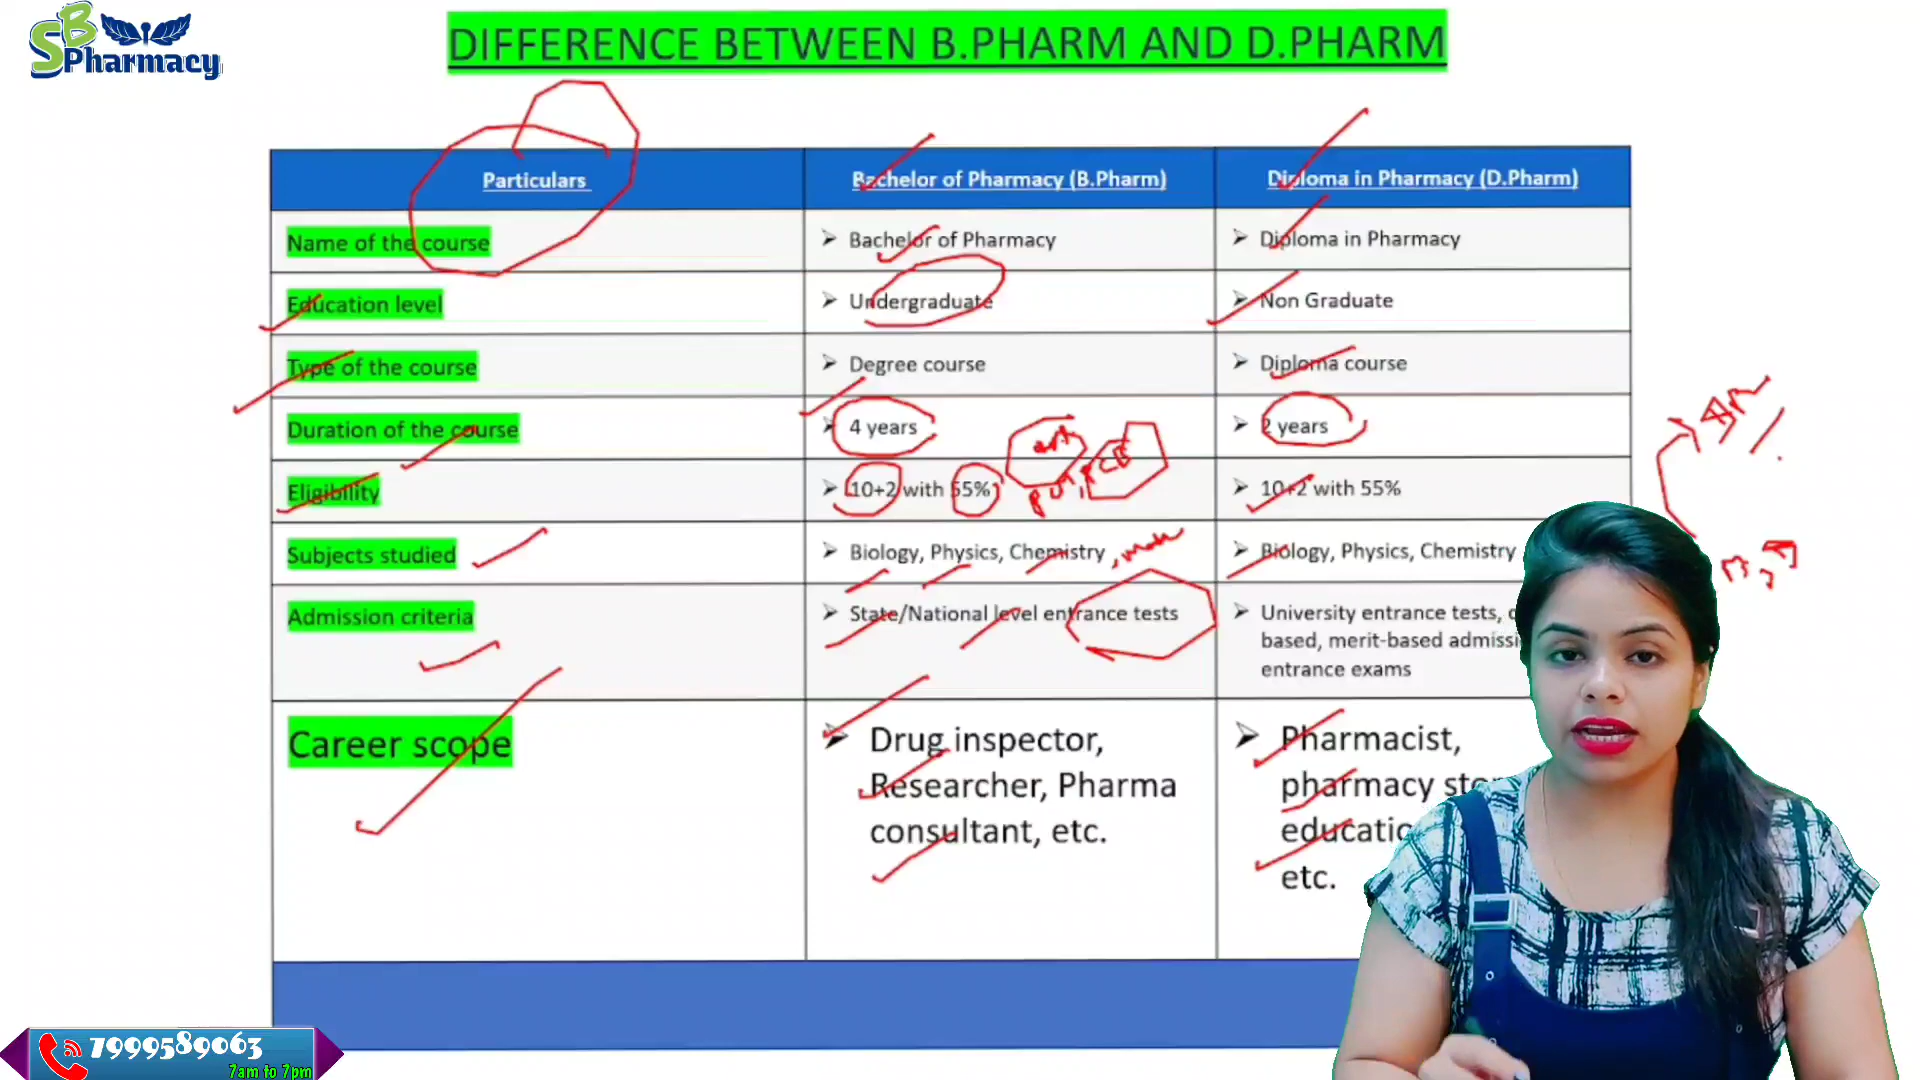 SB
Pharmacy
DIFFERENCE BETWEEN B.PHARM AND D.PHARM
Particulars
Bachelor of Pharmacy (B.Pharm)
Diploma in Pharmacy (D.Pharm)
Name of the course
Bachelor of Pharmacy
Diploma in Pharmacy
Education level
Undergraduate
Non Graduate
Type of the course
Degree course
Diploma course
Duration of the course
4 years
2 years
Eligibility
10+2 with 55%
10+2 with 55%
Subjects studied
Biology, Physics, Chemistry
Biology, Physics, Chemistry
Admission criteria
State/National level entrance tests
University entrance tests,
based, merit-based
entrance exams
Career scope
Drug inspector,
Researcher, Pharma
consultant, etc.
Pharmacist,
pharmacy
etc.
7999589063
7am to 7pm